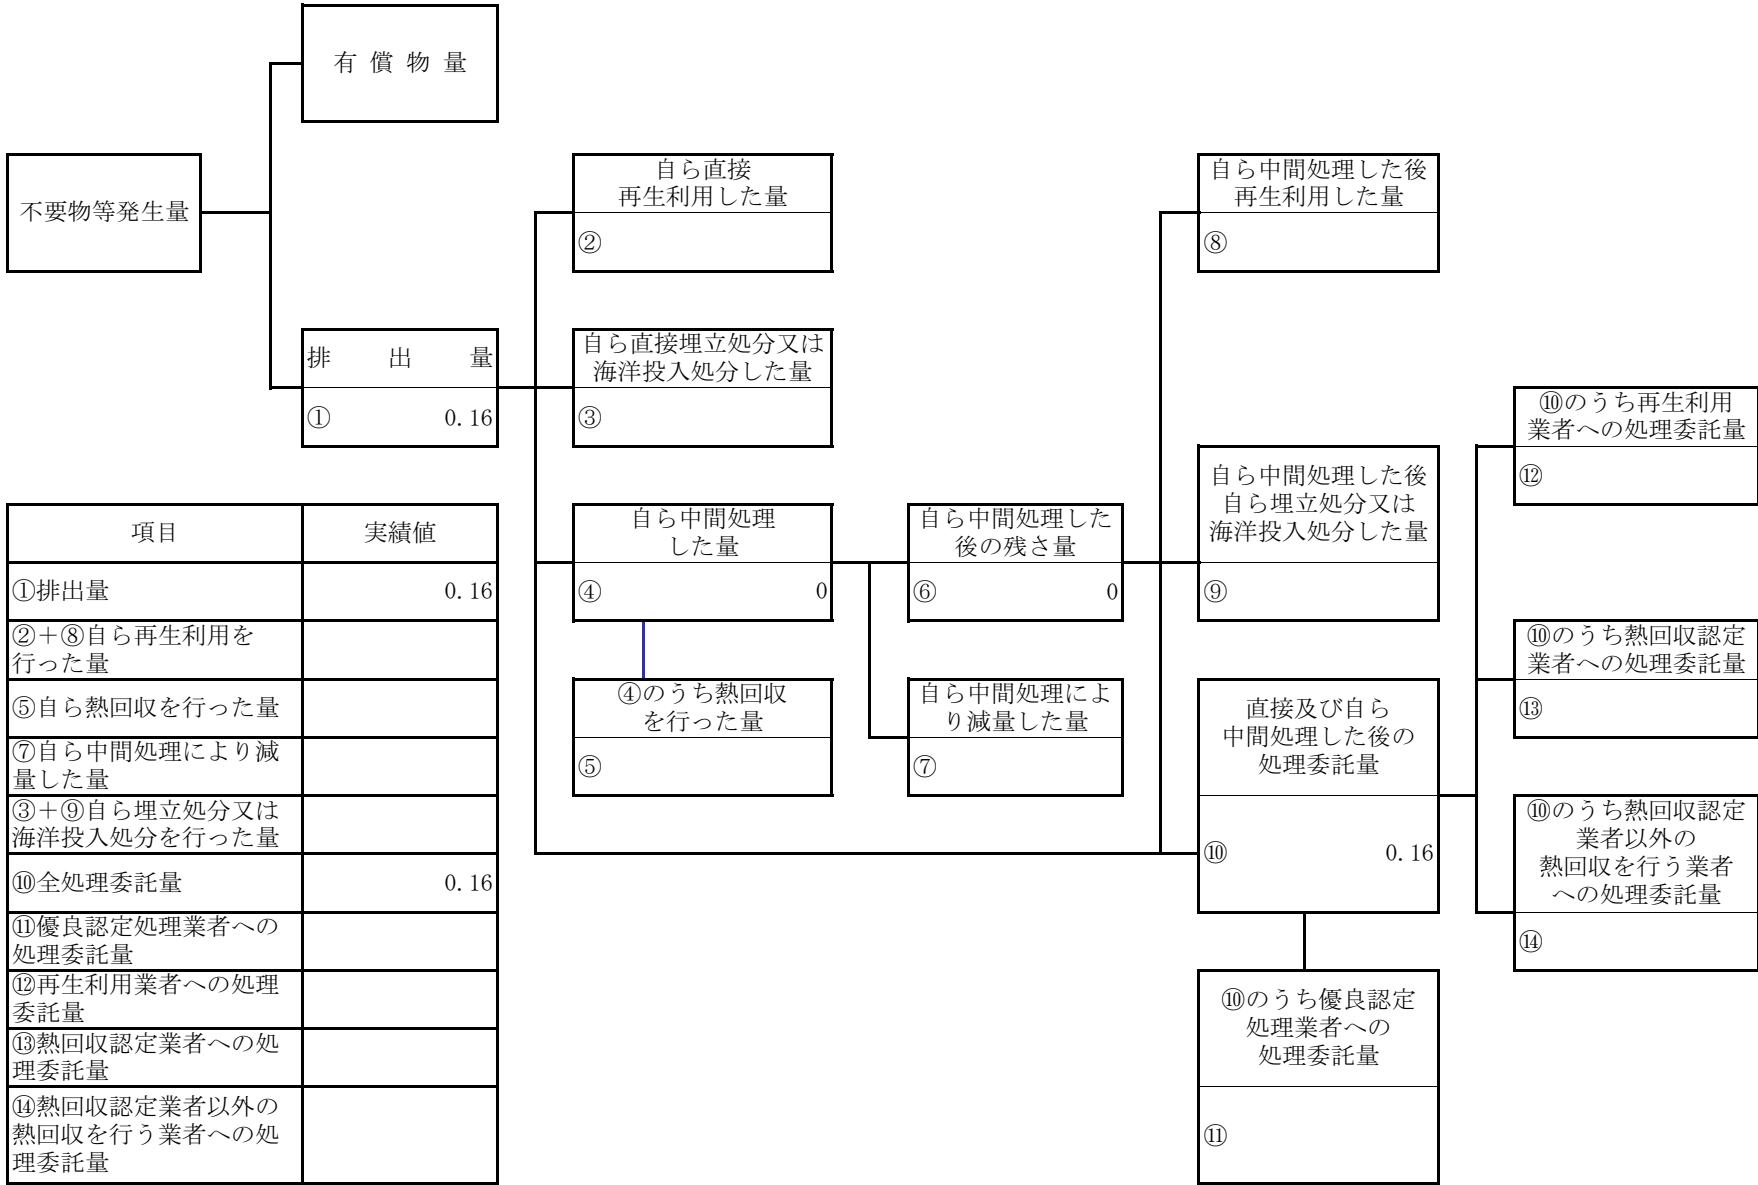 有償物量
不要物等発生量
自ら直接
再生利用した量
②
自ら中間処理した後
再生利用した量
⑧
排出量
① 0.16
自ら直接埋立処分又は
海洋投入処分した量
③
⑩のうち再生利用
業者への処理委託量
⑫
自ら中間処理
した量
④ 0
自ら中間処理した
後の残さ量
⑥ 0
自ら中間処理した後
自ら埋立処分又は
海洋投入処分した量
⑨
⑩のうち熱回収認定
業者への処理委託量
⑬
④のうち熱回収
を行った量
⑤
自ら中間処理によ
り減量した量
⑦
直接及び自ら
中間処理した後の
処理委託量
⑩ 0.16
⑩のうち熱回収認定
業者以外の
熱回収を行う業者
への処理委託量
⑭
⑩のうち優良認定
処理業者への
処理委託量
⑪
項目 実績値
①排出量 0.16
②＋⑧自ら再生利用を
行った量
⑤自ら熱回収を行った量
⑦自ら中間処理により減
量した量
③＋⑨自ら埋立処分又は
海洋投入処分を行った量
⑩全処理委託量 0.16
⑪優良認定処理業者への
処理委託量
⑫再生利用業者への処理
委託量
⑬熱回収認定業者への処
理委託量
⑭熱回収認定業者以外の
熱回収を行う業者への処
理委託量